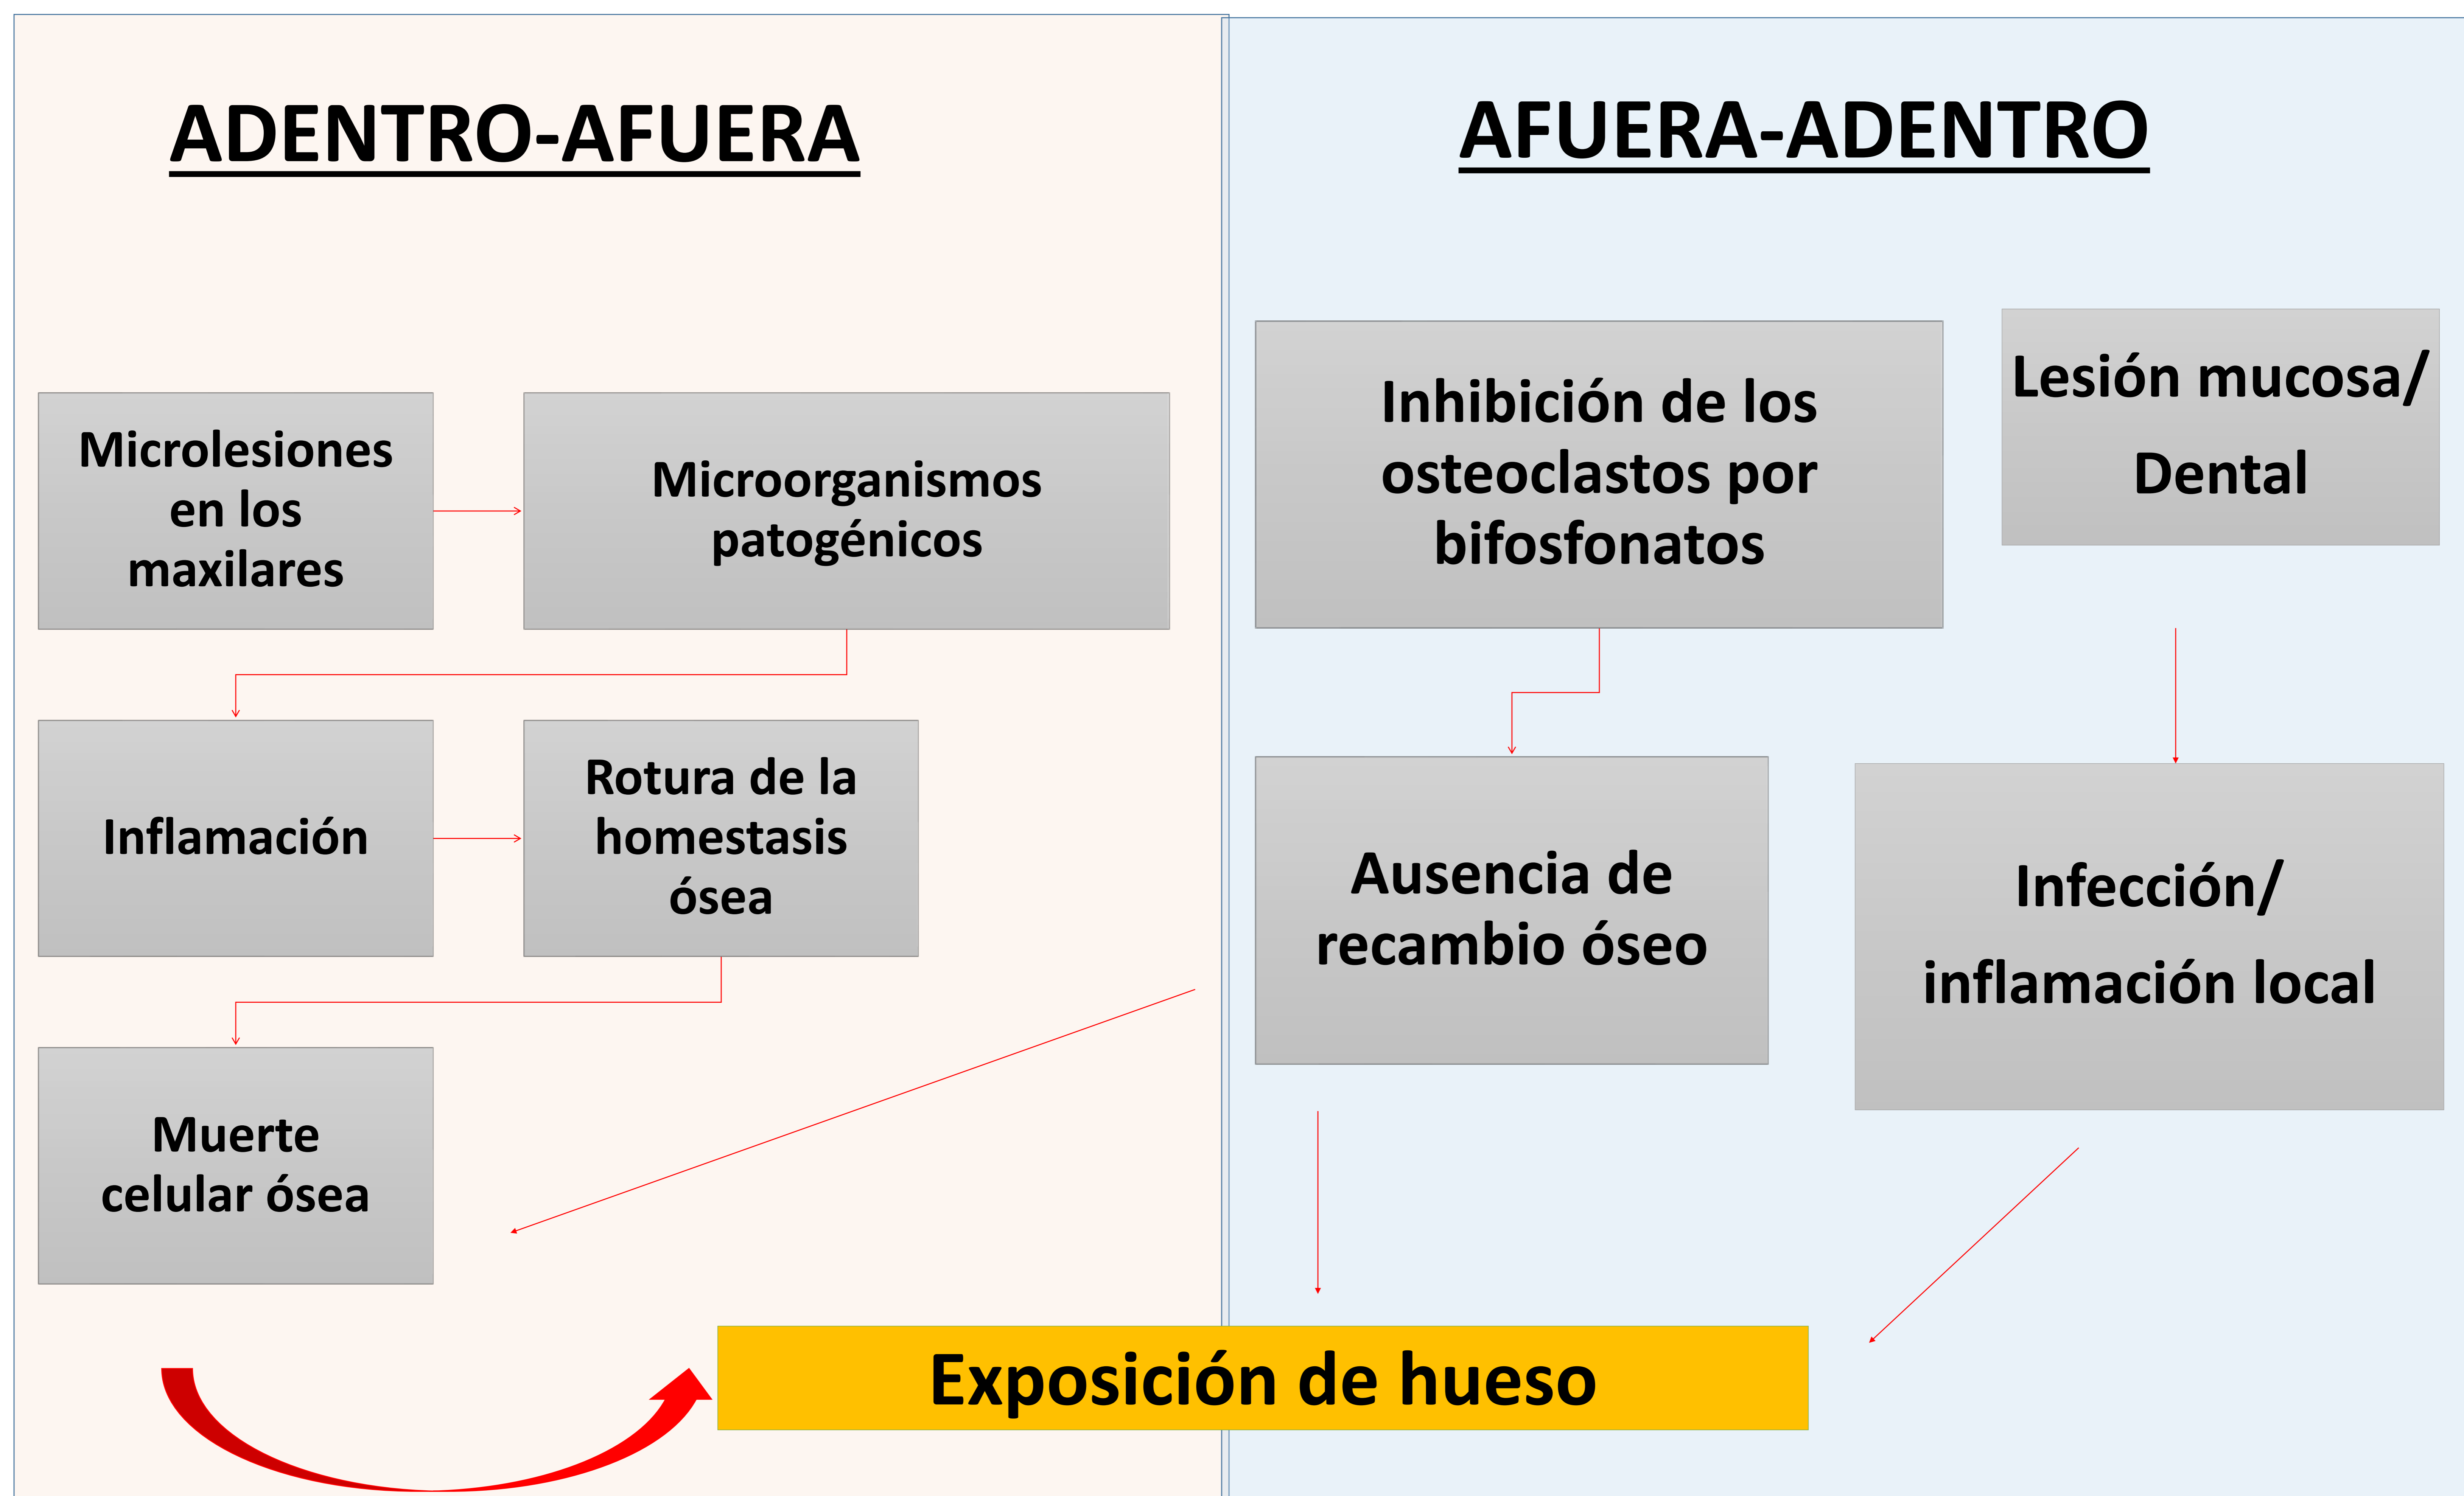 ADENTRO-AFUERA
Microlesiones
en los
maxilares
Microorganismos
patogénicos
Inflamación
Rotura de la
homestasis
ósea
Muerte
celular ósea
AFUERA-ADENTRO
Inhibición de los
osteoclastos por
bifosfonatos
Lesión mucosa/
Dental
Ausencia de
recambio óseo
Infección/
inflamación local
Exposición de hueso